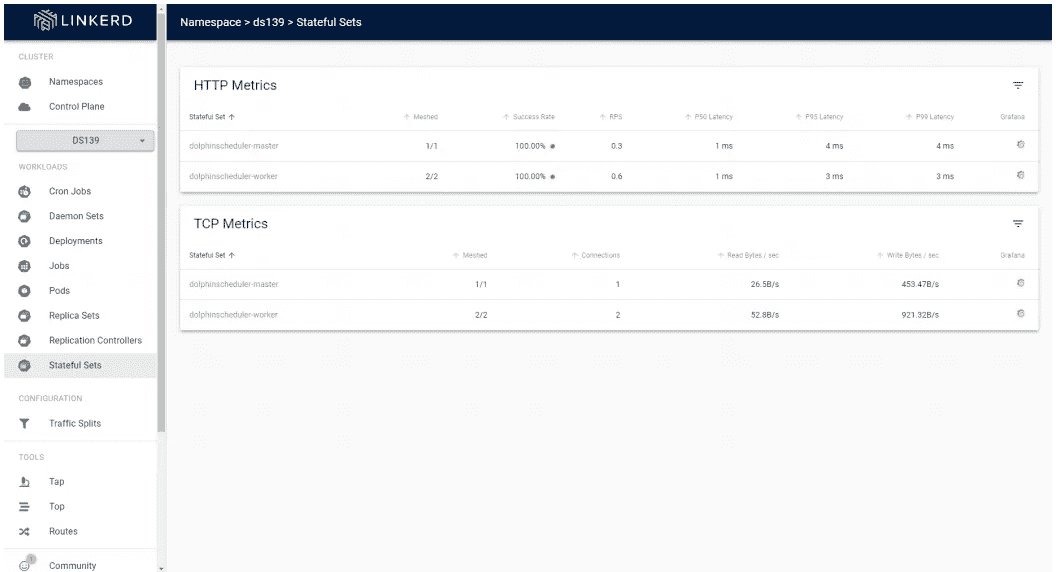 LINKERD
Namespace > ds139 > Stateful Sets
CLUSTER
Namespaces
Control Plane
DS139
WORKLOADS
Cron Jobs
Daemon Sets
Deployments
Jobs
Pods
Replica Sets
Replication Controllers
Stateful Sets
CONFIGURATION
Traffic Splits
TOOLS
Tap
Top
Routes
1
Community
HTTP Metrics
Stateful Set ↑ ↑ Meshed ↑ Success Rate ↑ RPS ↑ P50 Latency ↑ P95 Latency ↑ P99 Latency Grafana
dolphinscheduler-master 1/1 100.00% 0.3 1 ms 4 ms 4 ms
dolphinscheduler-worker 2/2 100.00% 0.6 1 ms 3 ms 3 ms
TCP Metrics
Stateful Set ↑ ↑ Meshed ↑ Connections ↑ Read Bytes / sec ↑ Write Bytes / sec Grafana
dolphinscheduler-master 1/1 1 26.5B/s 453.47B/s
dolphinscheduler-worker 2/2 2 52.8B/s 921.32B/s